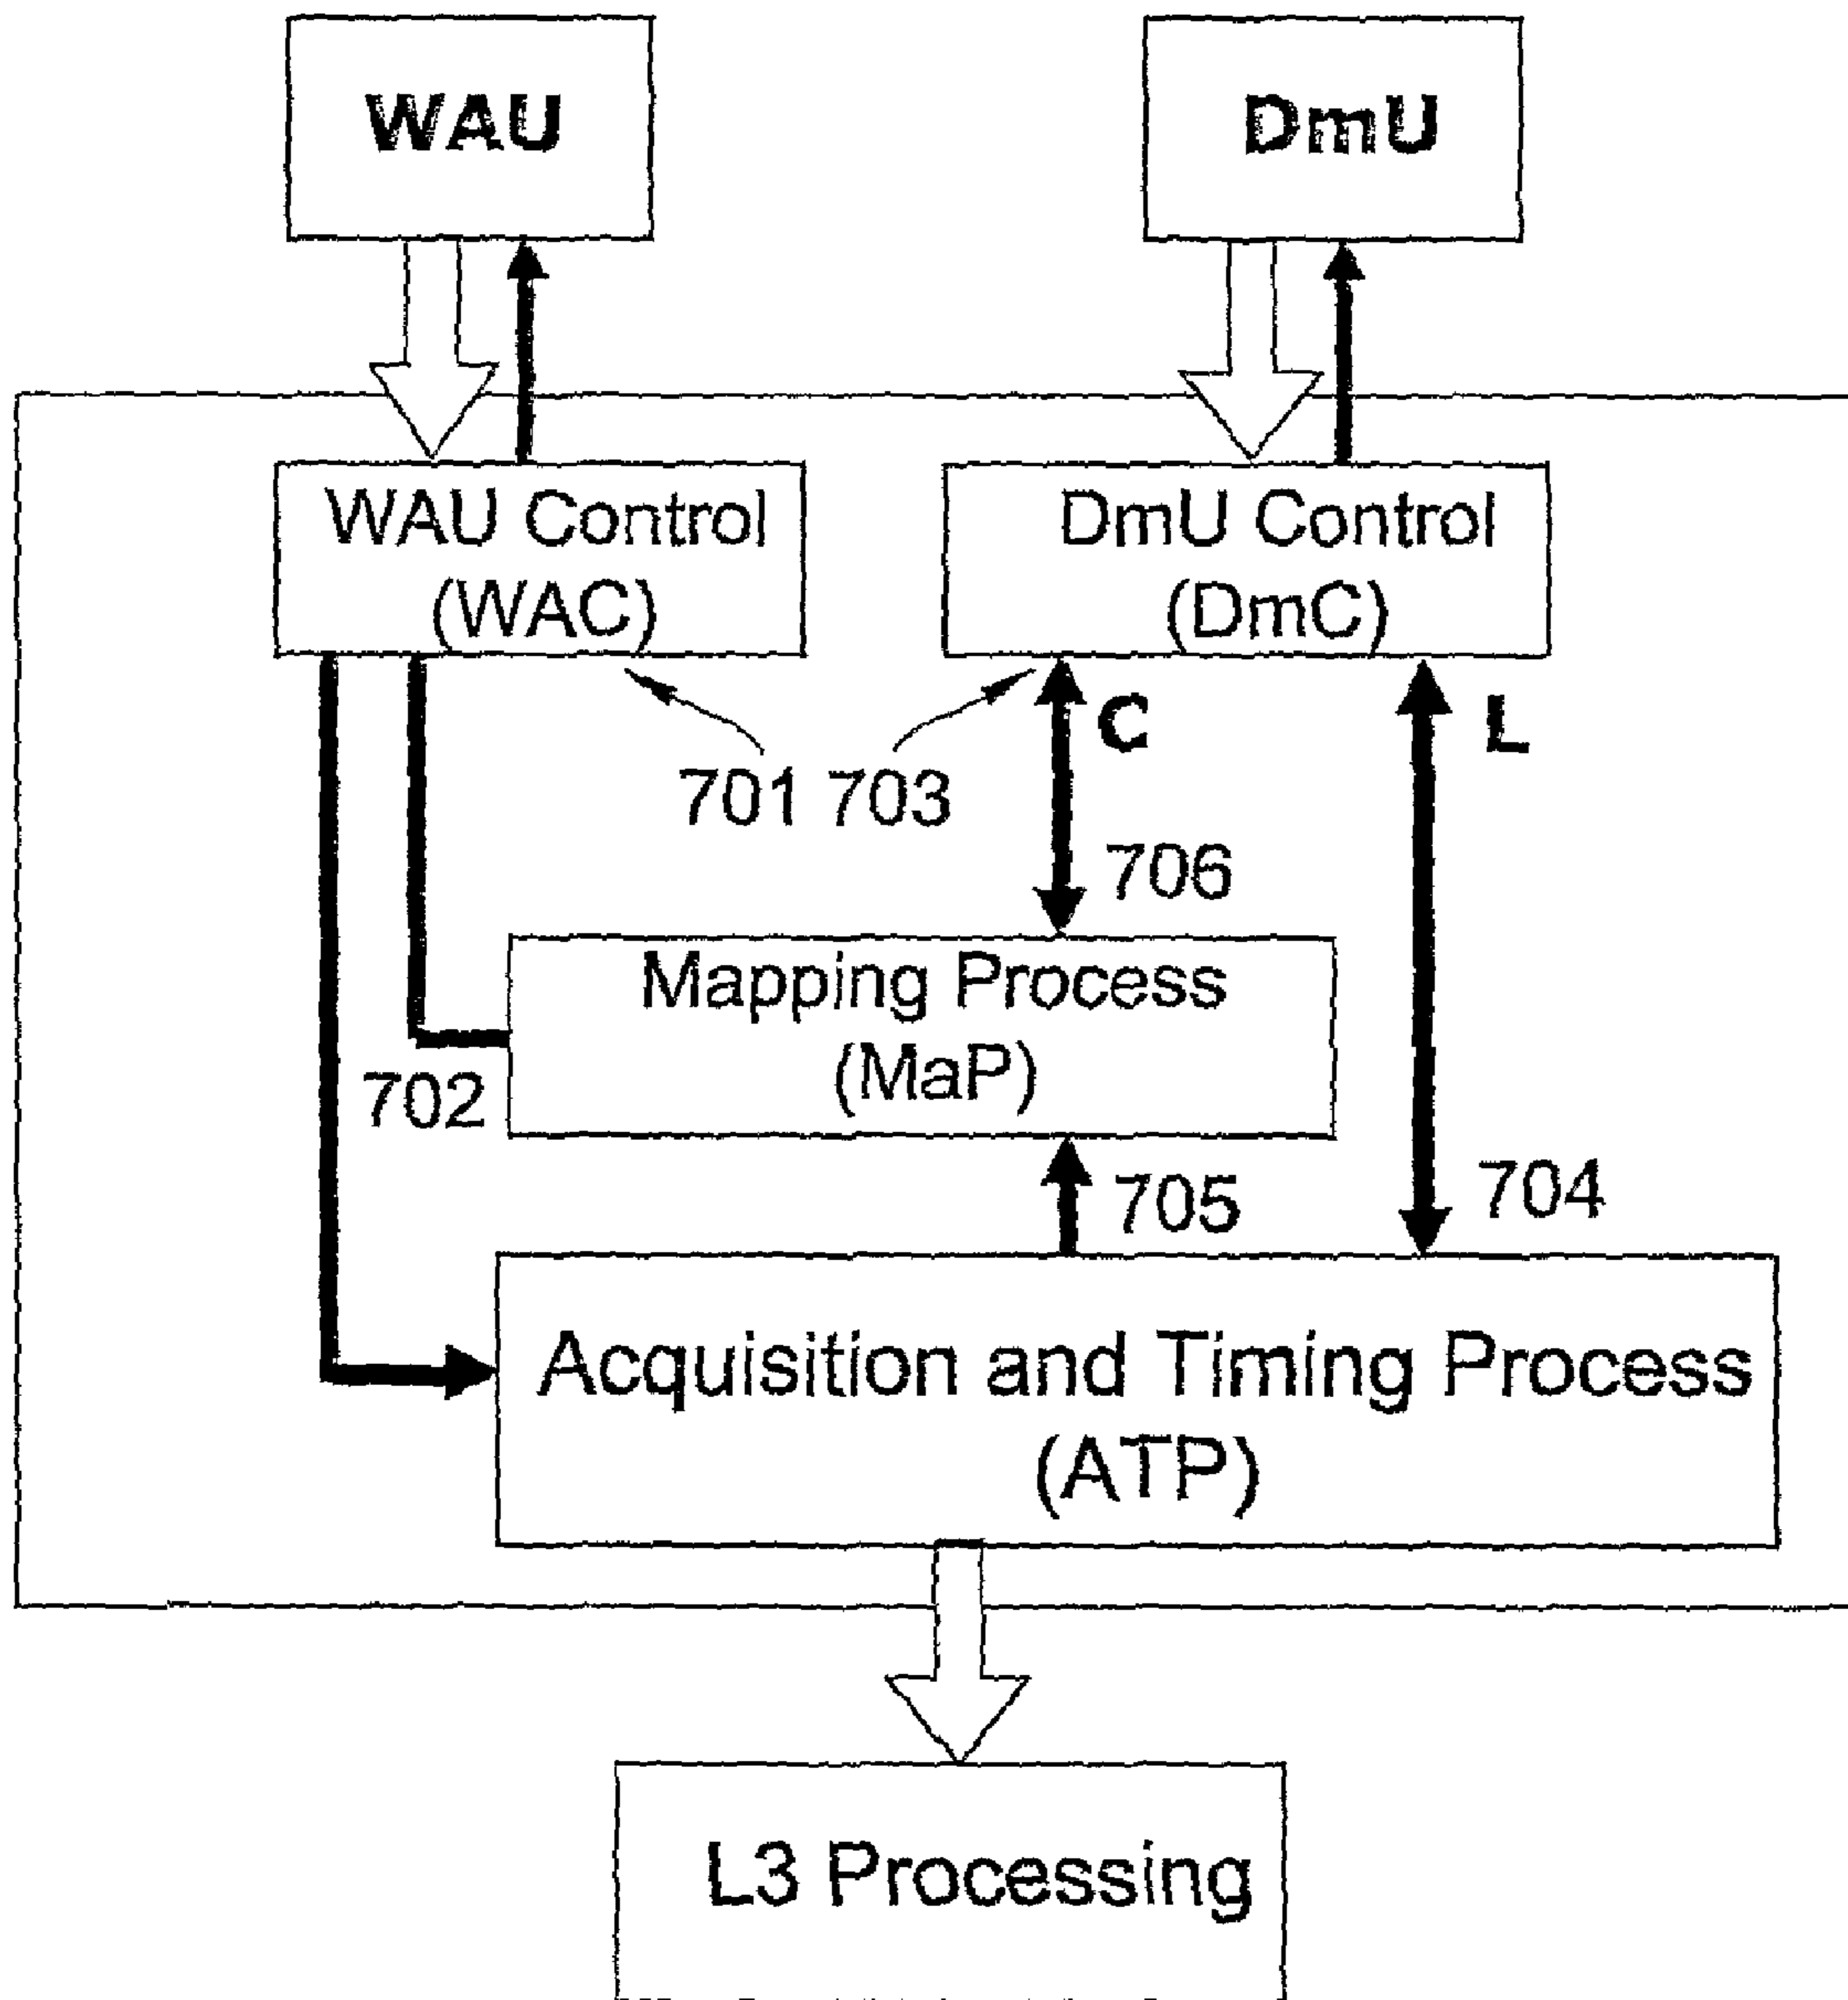 WAU
DmU
WAU Control
(WAC)
DmU Control
(DmC)
C
L
701
703
706
Mapping Process
(MaP)
702
705
704
Acquisition and Timing Process
(ATP)
L3 Processing